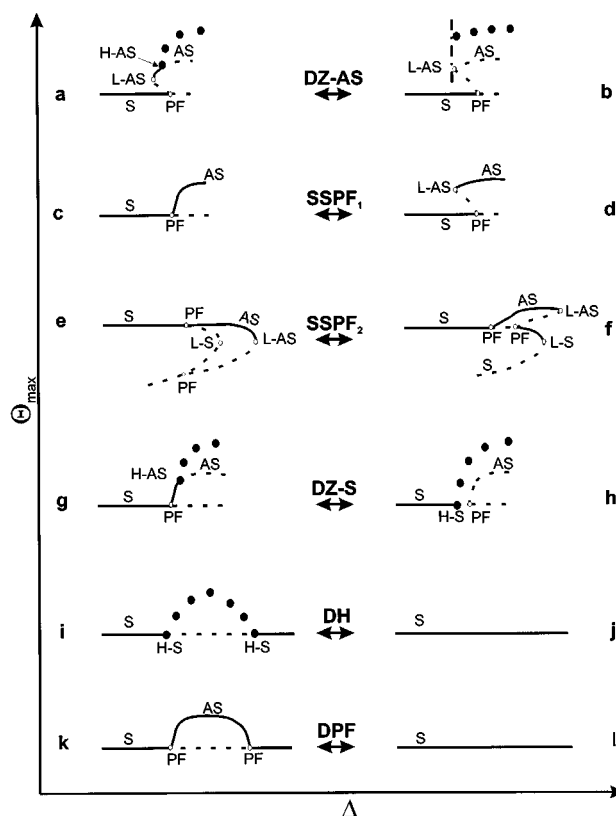 H-AS AS
L-AS
a S PF
DZ-AS
L-AS AS
S PF b
c S AS
PF
SSPF₁
L-AS AS
S PF d
e S PF AS
L-S L-AS
PF
SSPF₂
S AS L-AS
PF PF L-S
S f
Θmax
g S H-AS AS
PF
DZ-S
S AS
H-S PF h
i S
H-S H-S
DH
S j
k S AS
PF PF
DPF
S L
Δ